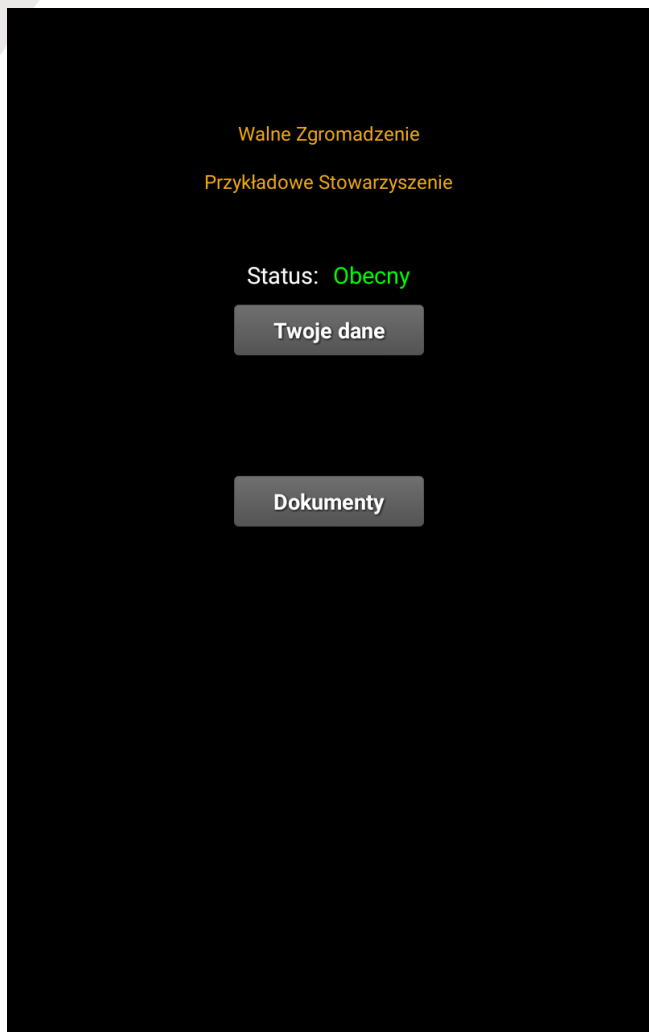 Walne Zgromadzenie
Przykładowe Stowarzyszenie
Status: Obecny
Twoje dane
Dokumenty